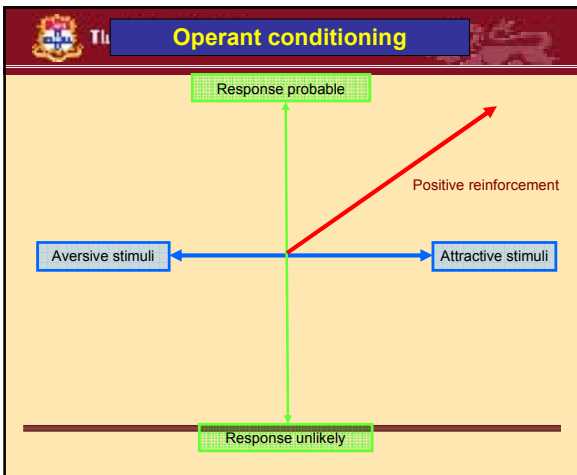 Operant conditioning
Response probable
Positive reinforcement
Aversive stimuli
Attractive stimuli
Response unlikely